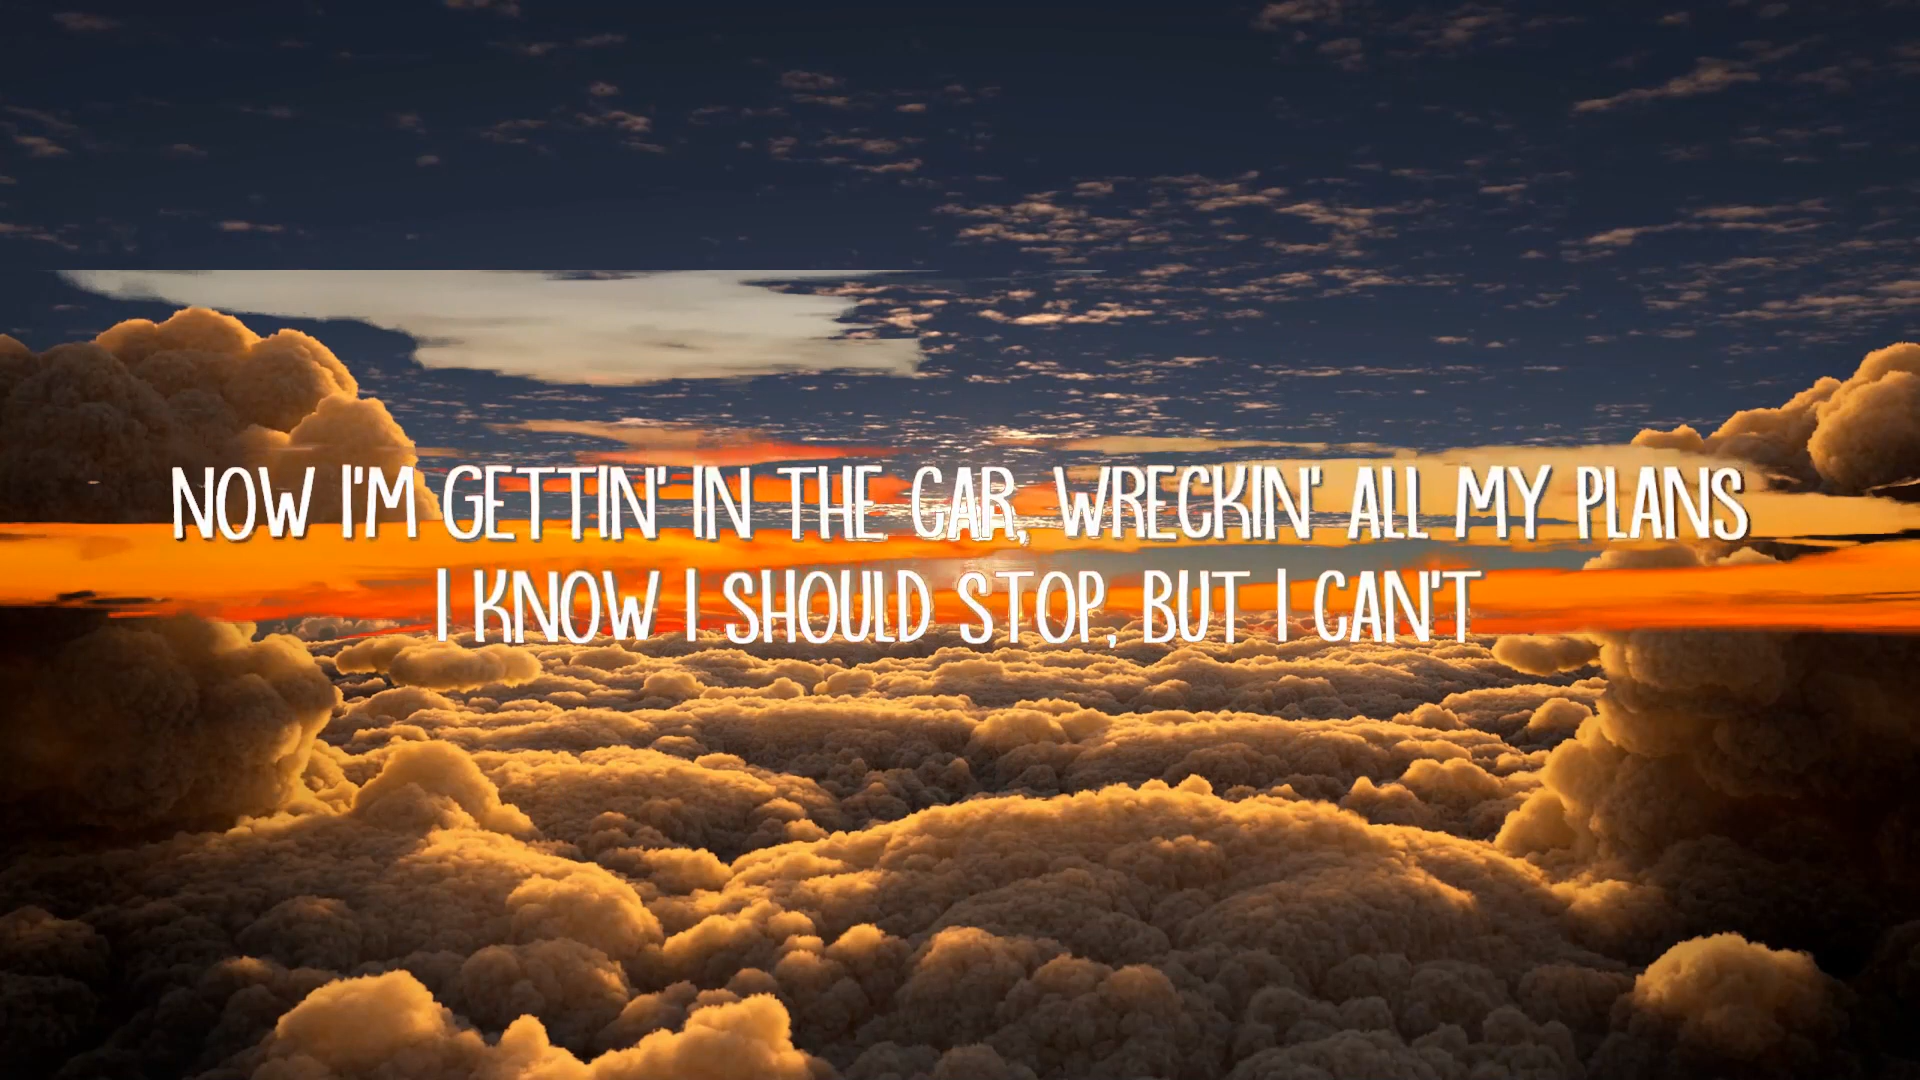 NOW I'M GETTIN' IN THE CAR, WRECKIN' ALL MY PLANS
I KNOW I SHOULD STOP, BUT I CAN'T